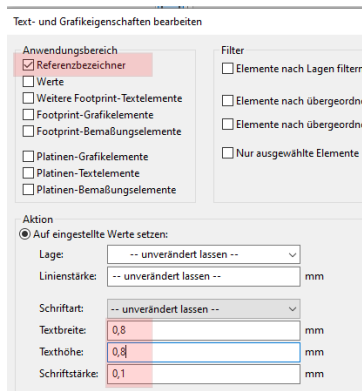 Text- und Grafikeigenschaften bearbeiten
Anwendungsbereich
Referenzbezeichner
Werte
Weitere Footprint-Textelemente
Footprint-Grafikelemente
Footprint-Bemaßungselemente
Platinen-Grafikelemente
Platinen-Textelemente
Platinen-Bemaßungselemente
Filter
Elemente nach Lagen filtern
Elemente nach übergeordne
Elemente nach übergeordne
Nur ausgewählte Elemente
Aktion
Auf eingestellte Werte setzen:
Lage: -- unverändert lassen --
Linienstärke: -- unverändert lassen -- mm
Schriftart: -- unverändert lassen --
Textbreite: 0,8 mm
Texthöhe: 0,8 mm
Schriftstärke: 0,1 mm